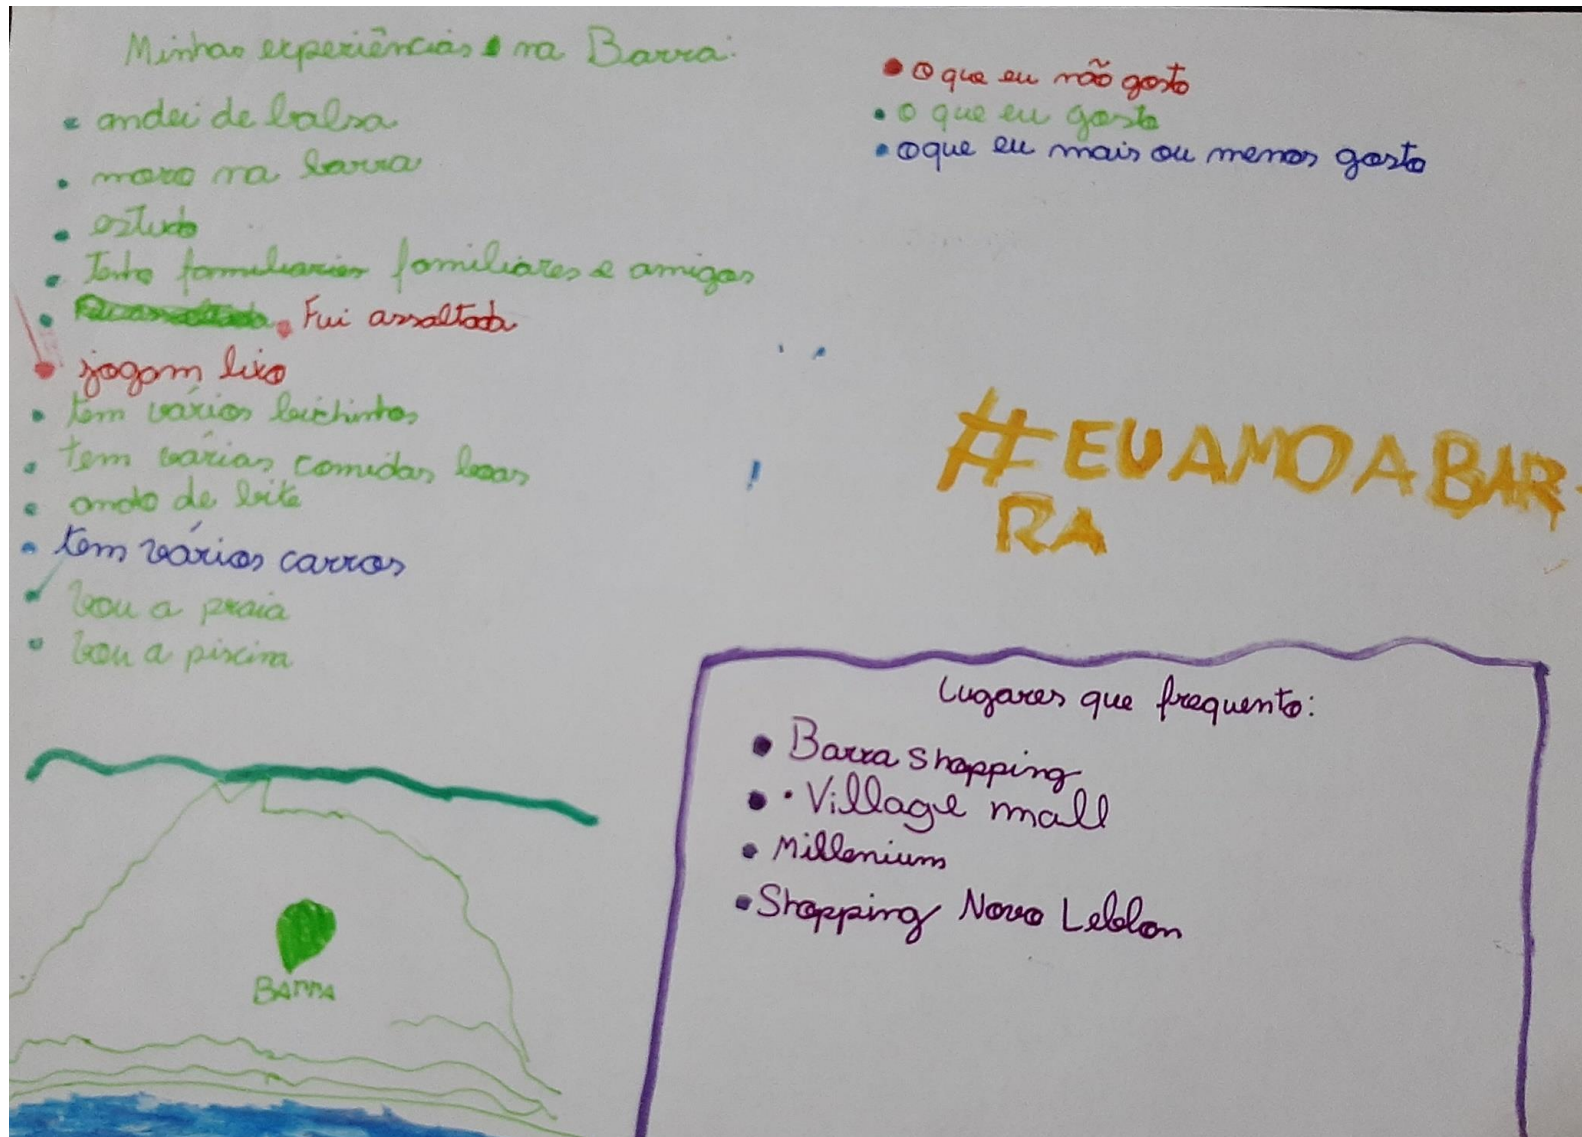 Minhas experiências na Barra:
• andei de balsa
• moro na barra
• estudo
• Tenho familiares e amigos
• Fui assaltada
• jogam lixo
• tem vários bichinhos
• tem várias comidas boas
• ando de bike
• tem vários carros
• vou a praia
• vou a piscina
• o que eu não gosto
• o que eu gosto
• oque eu mais ou menos gosto
#EUAMOABAR-
RA
Lugares que frequento:
• Barra Shopping
• Village mall
• Millenium
• Shopping Novo Leblon
BARRA